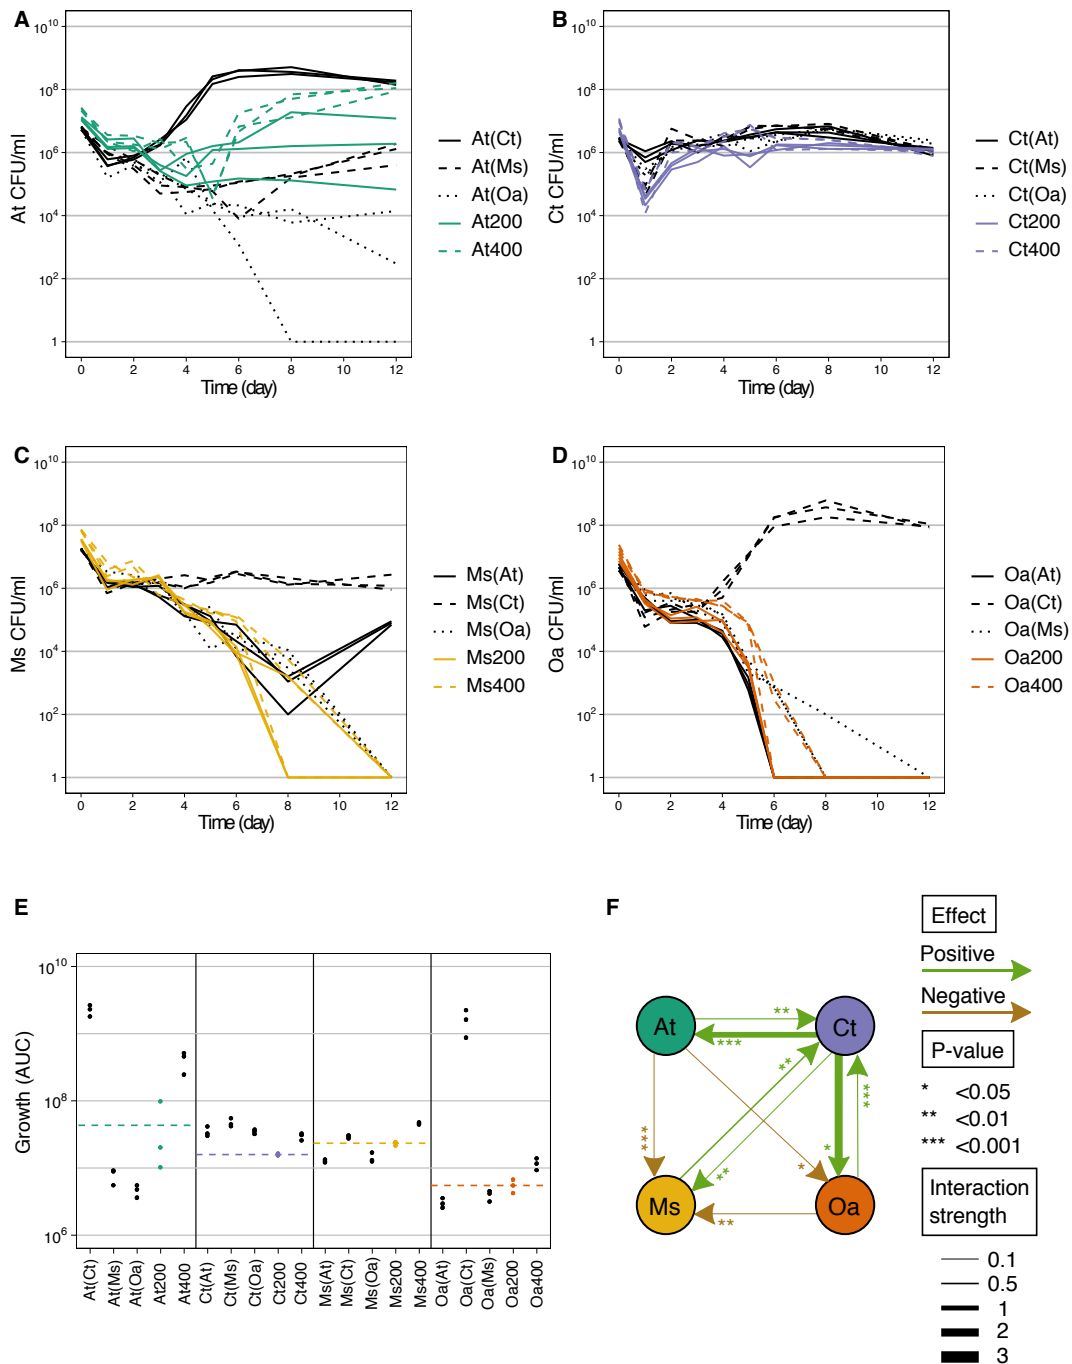 A
10^10
10^8
10^6
10^4
10^2
1
At CFU/ml
0 2 4 6 8 10 12
Time (day)
At(Ct)
At(Ms)
At(Oa)
At200
At400
B
10^10
10^8
10^6
10^4
10^2
1
Ct CFU/ml
0 2 4 6 8 10 12
Time (day)
Ct(At)
Ct(Ms)
Ct(Oa)
Ct200
Ct400
C
10^10
10^8
10^6
10^4
10^2
1
Ms CFU/ml
0 2 4 6 8 10 12
Time (day)
Ms(At)
Ms(Ct)
Ms(Oa)
Ms200
Ms400
D
10^10
10^8
10^6
10^4
10^2
1
Oa CFU/ml
0 2 4 6 8 10 12
Time (day)
Oa(At)
Oa(Ct)
Oa(Ms)
Oa200
Oa400
E
10^10
10^8
10^6
Growth (AUC)
At(Ct)
At(Ms)
At(Oa)
At200
At400
Ct(At)
Ct(Ms)
Ct(Oa)
Ct200
Ct400
Ms(At)
Ms(Ct)
Ms(Oa)
Ms200
Ms400
Oa(At)
Oa(Ct)
Oa(Ms)
Oa200
Oa400
F
At
Ct
Ms
Oa
**
***
**
**
***
*
*
***
**
Effect
Positive
Negative
P-value
* <0.05
** <0.01
*** <0.001
Interaction
strength
0.1
0.5
1
2
3